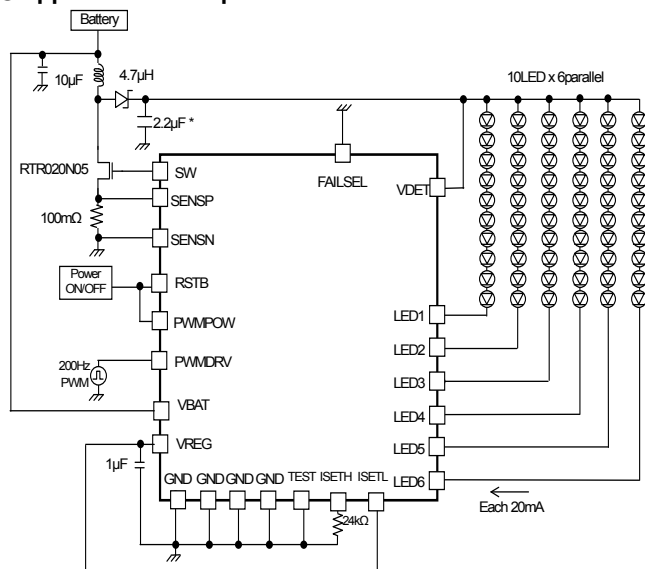 Battery
10µF
4.7µH
10LED x 6parallel
2.2µF *
RTR020N05
SW
FAILSEL
SENSP
VDET
100mΩ
SENSN
Power
ON/OFF
RSTB
PWMPOW
LED1
LED2
200Hz
PWM
PWMDRV
LED3
VBAT
LED4
VREG
LED5
1µF
GND GND GND GND TEST ISETH ISETL
LED6
24kΩ
Each 20mA